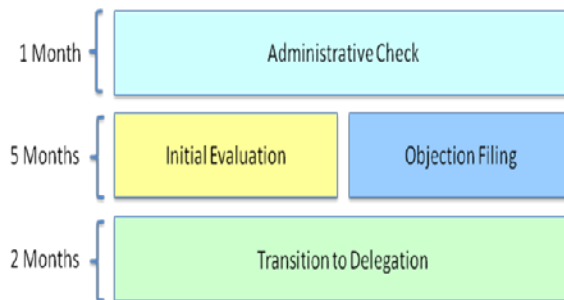 1 Month
Administrative Check
5 Months
Initial Evaluation
Objection Filing
2 Months
Transition to Delegation